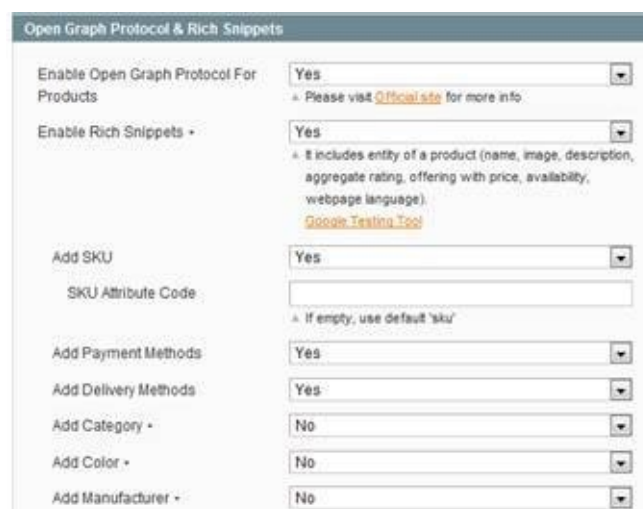 Open Graph Protocol & Rich Snippets
Enable Open Graph Protocol For Products
Yes
Please visit Official site for more info
Enable Rich Snippets •
Yes
It includes entity of a product (name, image, description,
aggregate rating, offering with price, availability,
webpage language).
Google Testing Tool
Add SKU
Yes
SKU Attribute Code
If empty, use default 'sku'
Add Payment Methods
Yes
Add Delivery Methods
Yes
Add Category •
No
Add Color •
No
Add Manufacturer •
No